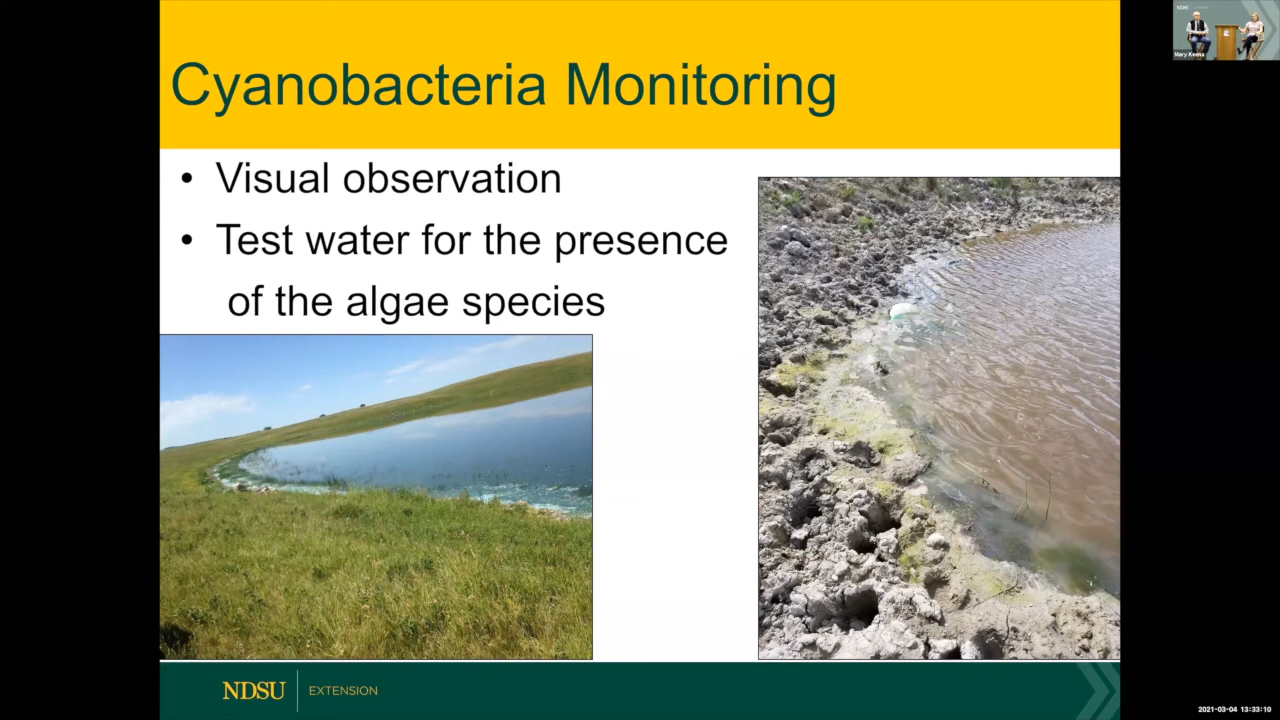 Cyanobacteria Monitoring
• Visual observation
• Test water for the presence
of the algae species
NDSU EXTENSION
NDSU
Mary Keena
2021-03-04 13:33:10